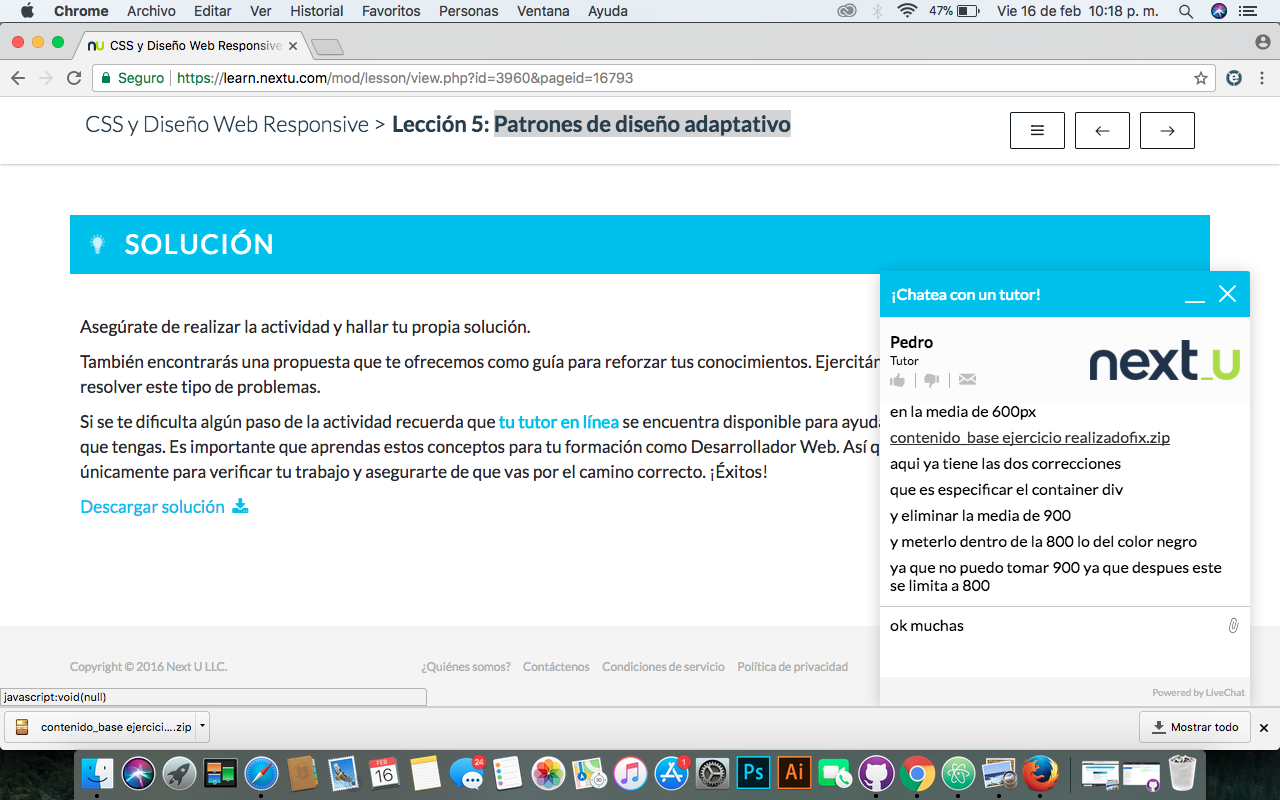 Chrome Archivo Editar Ver Historial Favoritos Personas Ventana Ayuda 47% Vie 16 de feb 10:18 p. m.
nU CSS y Diseño Web Responsive
Seguro https://learn.nextu.com/mod/lesson/view.php?id=3960&pageid=16793
CSS y Diseño Web Responsive > Lección 5: Patrones de diseño adaptativo
SOLUCIÓN
Asegúrate de realizar la actividad y hallar tu propia solución.
También encontrarás una propuesta que te ofrecemos como guía para reforzar tus conocimientos. Ejercitán
resolver este tipo de problemas.
Si se te dificulta algún paso de la actividad recuerda que tu tutor en línea se encuentra disponible para ayuda
que tengas. Es importante que aprendas estos conceptos para tu formación como Desarrollador Web. Así q
únicamente para verificar tu trabajo y asegurarte de que vas por el camino correcto. ¡Éxitos!
Descargar solución
¡Chatea con un tutor!
Pedro
Tutor
next_U
en la media de 600px
contenido_base ejercicio realizadofix.zip
aqui ya tiene las dos correcciones
que es especificar el container div
y eliminar la media de 900
y meterlo dentro de la 800 lo del color negro
ya que no puedo tomar 900 ya que despues este
se limita a 800
ok muchas
Powered by LiveChat
Copyright © 2016 Next U LLC. ¿Quiénes somos? Contáctenos Condiciones de servicio Política de privacidad
javascript:void(null)
contenido_base ejercici....zip Mostrar todo
FEB
16
24
1
Ps
Ai